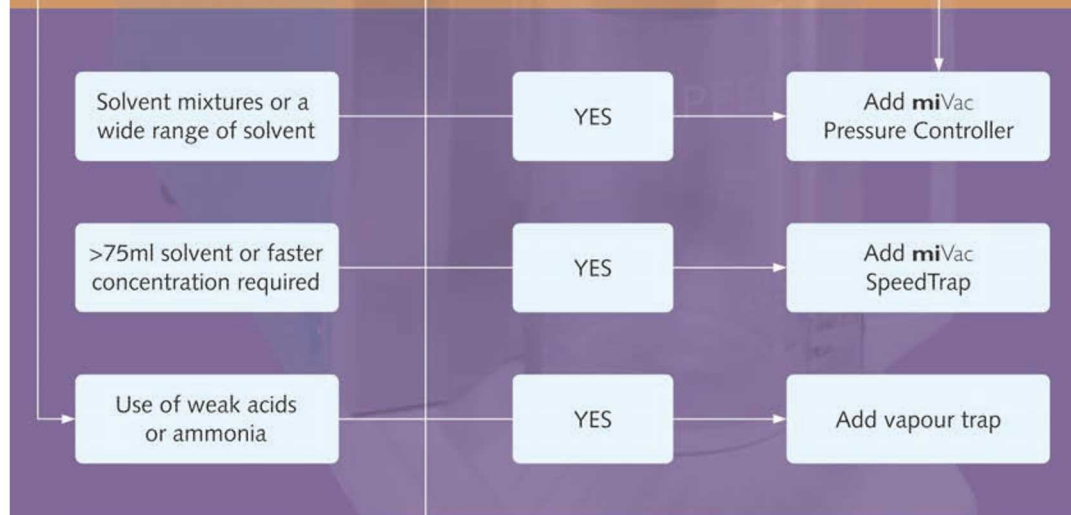 Solvent mixtures or a
wide range of solvent
YES
Add miVac
Pressure Controller
>75ml solvent or faster
concentration required
YES
Add miVac
SpeedTrap
Use of weak acids
or ammonia
YES
Add vapour trap